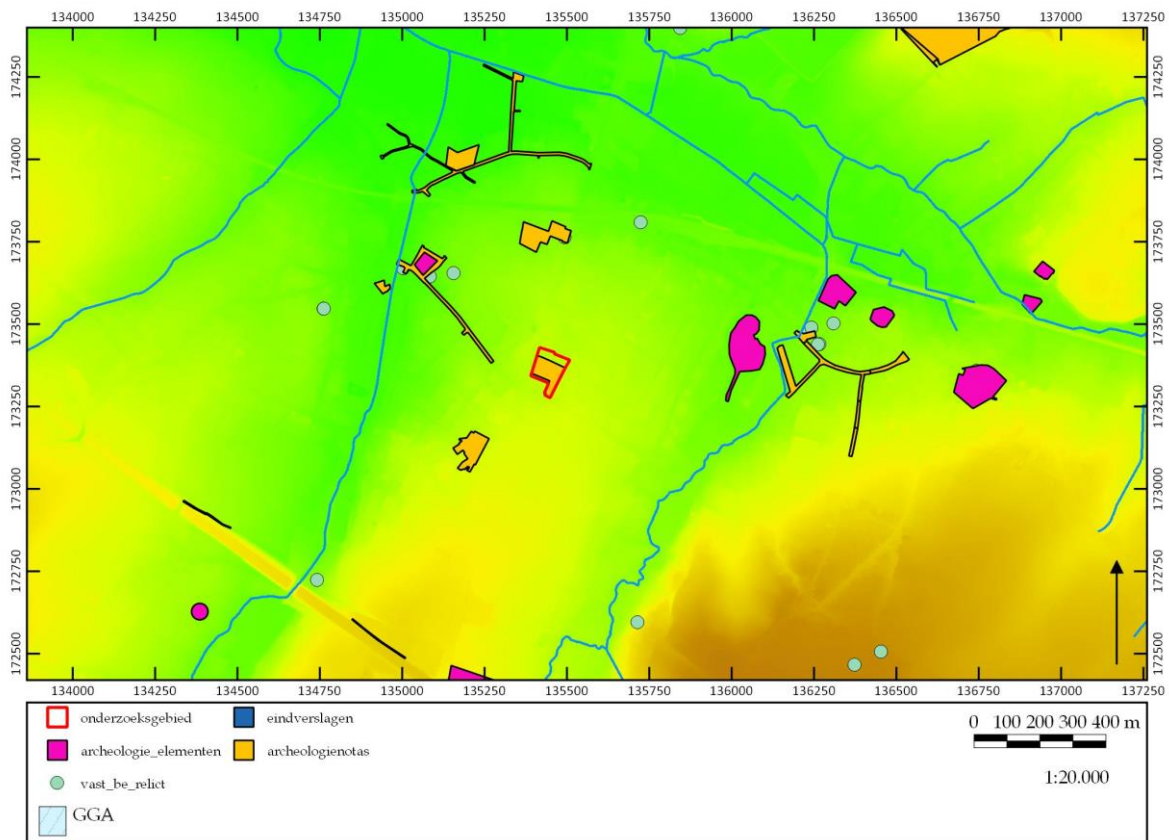 134000 134250 134500 134750 135000 135250 135500 135750 136000 136250 136500 136750 137000 137250
174250 174250
174000 174000
173750 173750
173500 173500
173250 173250
173000 173000
172750 172750
172500 172500
134000 134250 134500 134750 135000 135250 135500 135750 136000 136250 136500 136750 137000 137250
onderzoeksgebied eindverslagen
archeologie_elementen archeologienotas
vast_be_relict
GGA
0 100 200 300 400 m
1:20.000